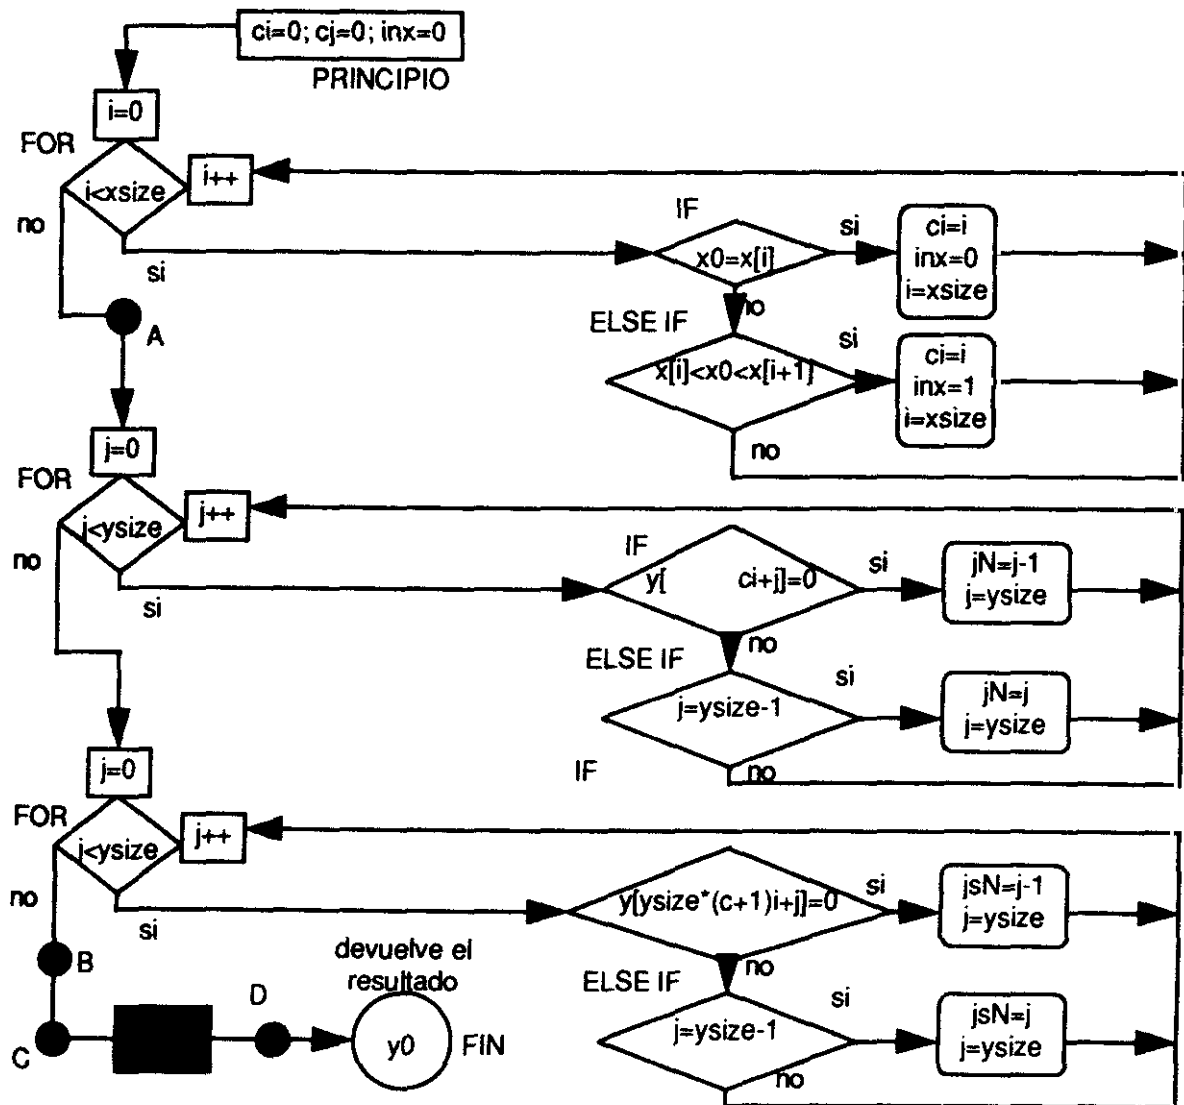 ci=0; cj=0; inx=0
PRINCIPIO
i=0
FOR
i<xsize
i++
no
si
IF
x0=x[i]
si
ci=i
inx=0
i=xsize
no
A
ELSE IF
x[i]<x0<x[i+1]
si
ci=i
inx=1
i=xsize
no
j=0
FOR
j<ysize
j++
no
si
IF
y[ ci+j]=0
si
jN=j-1
j=ysize
no
ELSE IF
j=ysize-1
si
jN=j
j=ysize
no
IF
j=0
FOR
j<ysize
j++
no
si
y[ysize*(c+1)i+j]=0
si
jsN=j-1
j=ysize
no
B
ELSE IF
j=ysize-1
si
jsN=j
j=ysize
no
devuelve el
resultado
C
D
y0
FIN